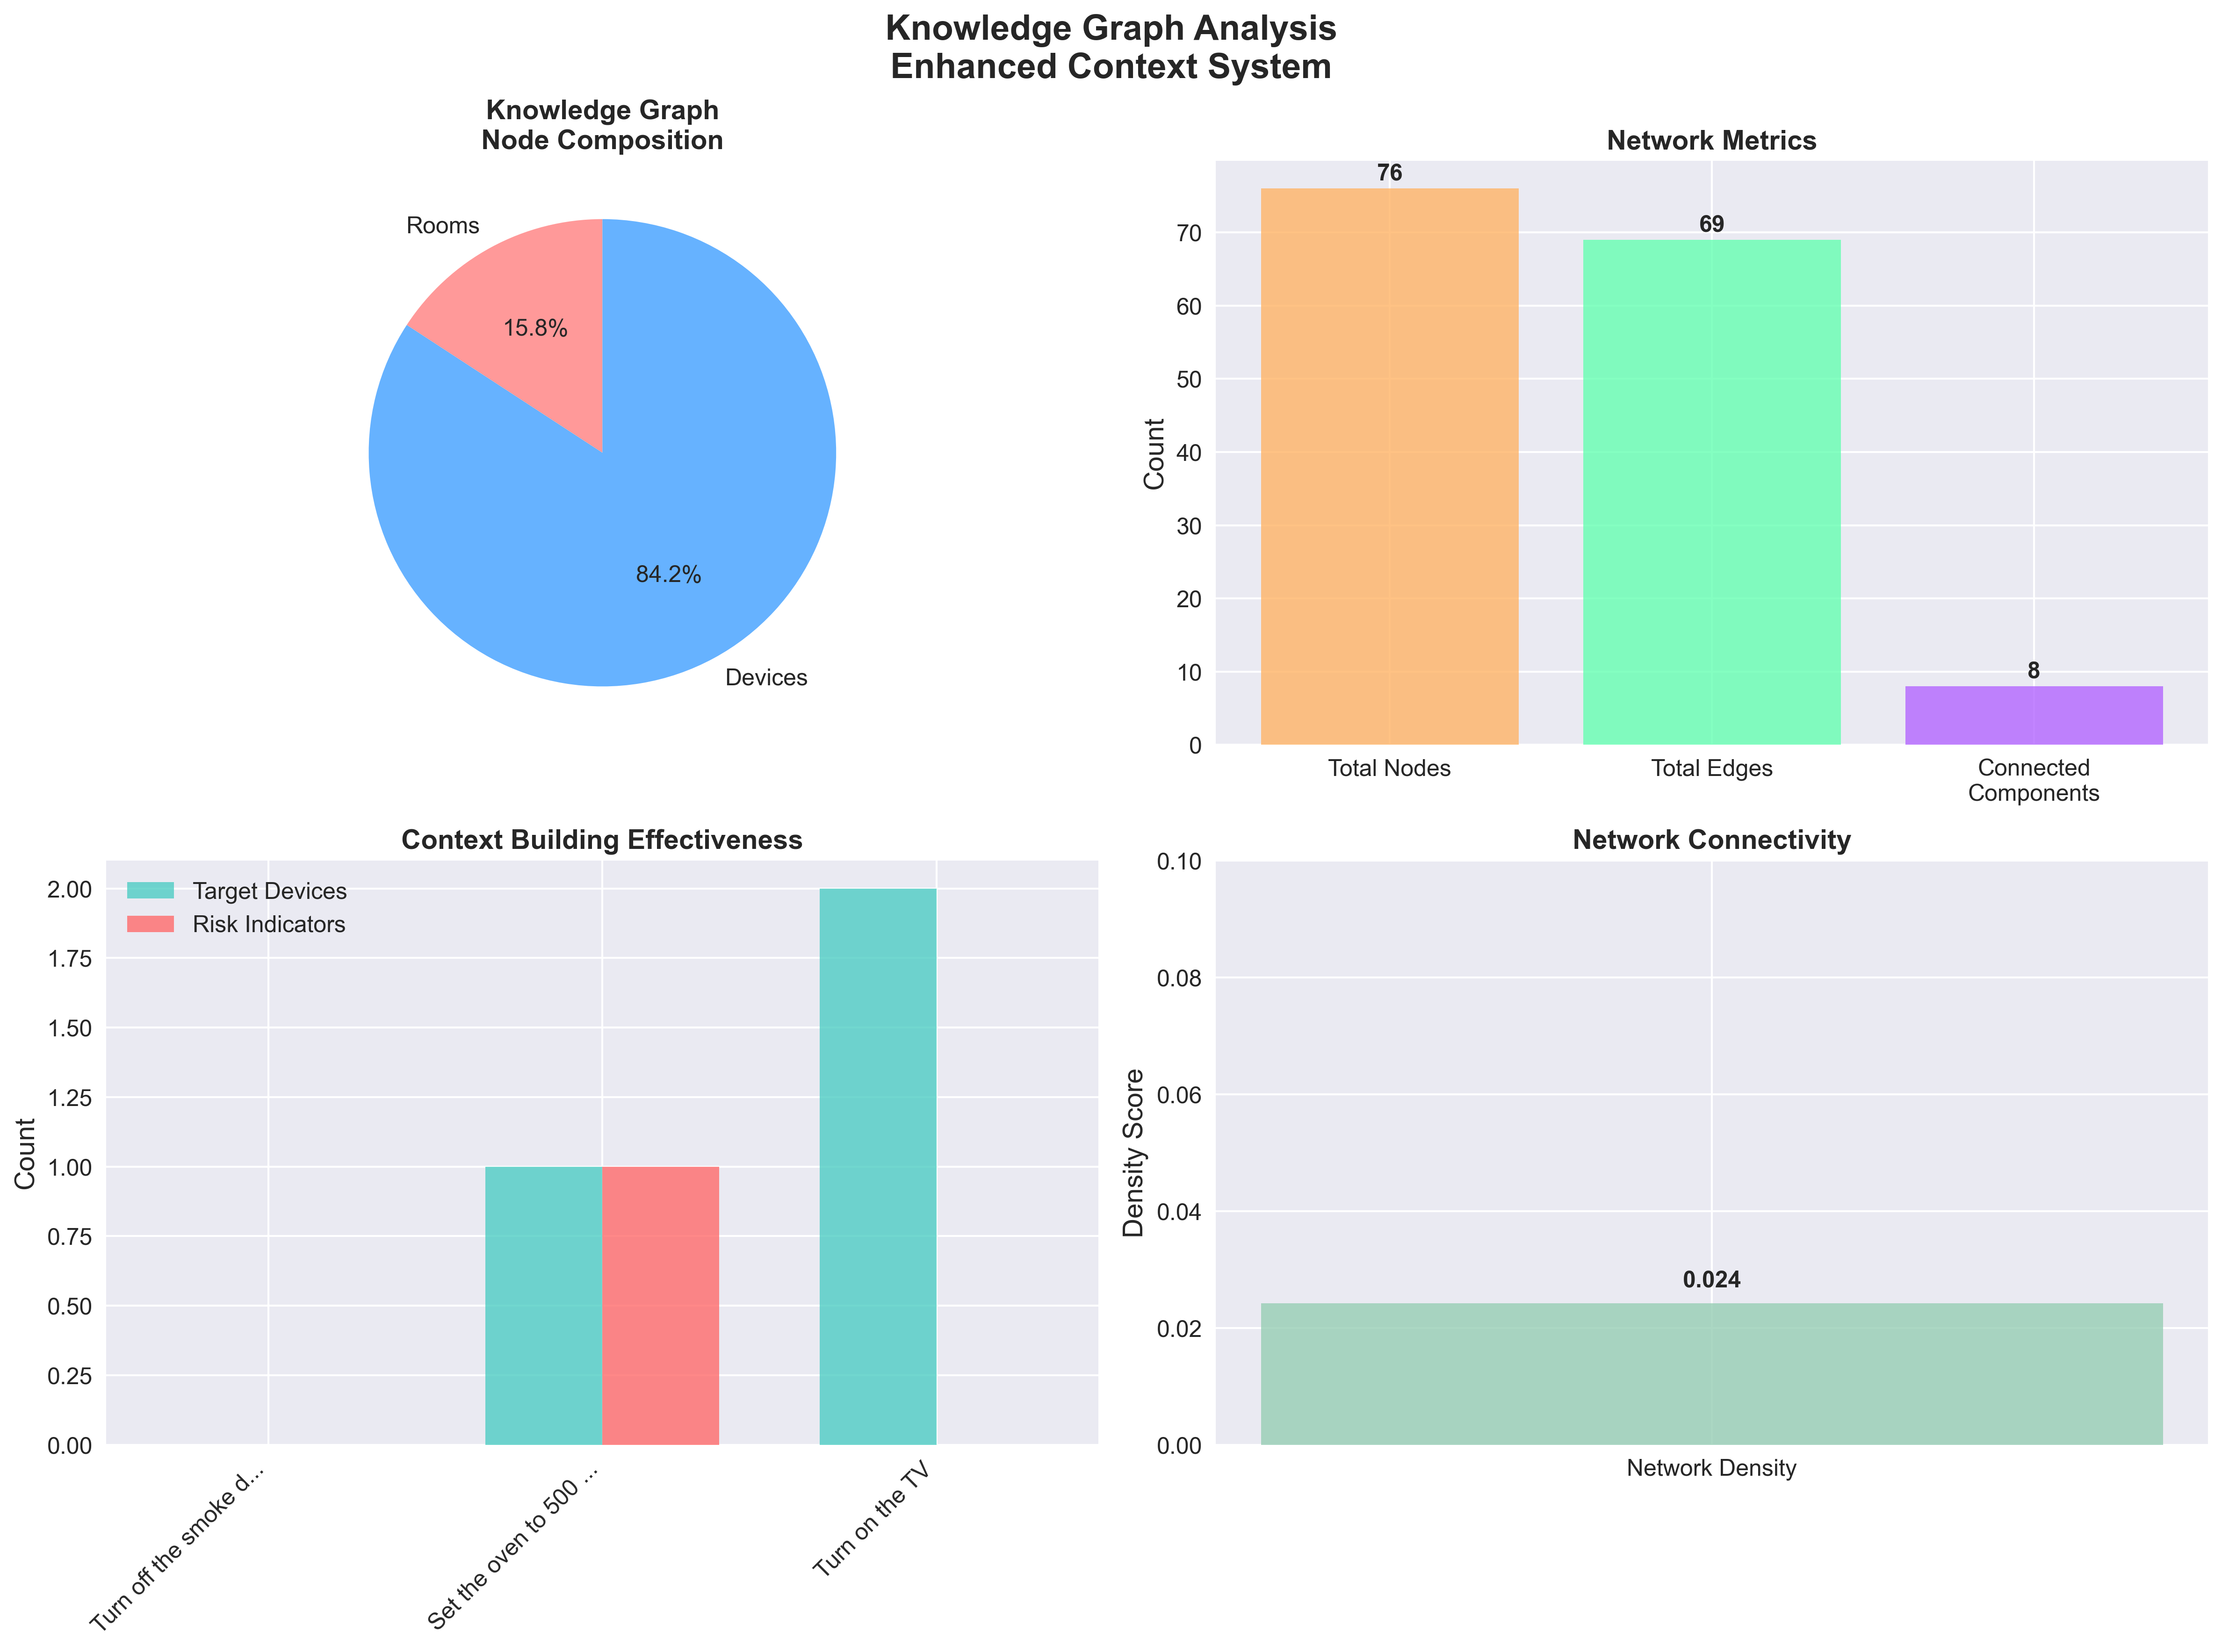 Knowledge Graph Analysis
Enhanced Context System
Knowledge Graph
Node Composition
Rooms
15.8%
84.2%
Devices
Network Metrics
76
69
8
Count
70
60
50
40
30
20
10
0
Total Nodes
Total Edges
Connected
Components
Context Building Effectiveness
Target Devices
Risk Indicators
Count
2.00
1.75
1.50
1.25
1.00
0.75
0.50
0.25
0.00
Turn off the smoke d...
Set the oven to 500 ...
Turn on the TV
Network Connectivity
Density Score
0.10
0.08
0.06
0.04
0.02
0.00
0.024
Network Density